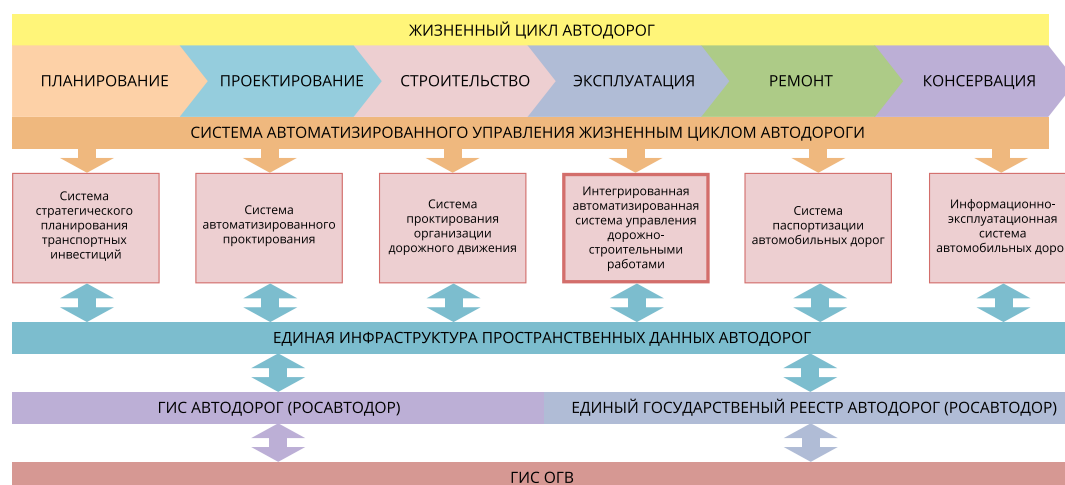 ЖИЗНЕННЫЙ ЦИКЛ АВТОДОРОГ
ПЛАНИРОВАНИЕ
ПРОЕКТИРОВАНИЕ
СТРОИТЕЛЬСТВО
ЭКСПЛУАТАЦИЯ
РЕМОНТ
КОНСЕРВАЦИЯ
СИСТЕМА АВТОМАТИЗИРОВАННОГО УПРАВЛЕНИЯ ЖИЗНЕННЫМ ЦИКЛОМ АВТОДОРОГИ
Система
стратегического
планирования
транспортных
инвестиций
Система
автоматизированного
проктирования
Система
проктирования
организации
дорожного движения
Интегрированная
автоматизированная
система управления
дорожно-
строительными
работами
Система
паспортизации
автомобильных дорог
Информационно-
эксплуатационная
система
автомобильных доро
ЕДИНАЯ ИНФРАСТРУКТУРА ПРОСТРАНСТВЕННЫХ ДАННЫХ АВТОДОРОГ
ГИС АВТОДОРОГ (РОСАВТОДОР)
ЕДИНЫЙ ГОСУДАРСТВЕНЫЙ РЕЕСТР АВТОДОРОГ (РОСАВТОДОР)
ГИС ОГВ